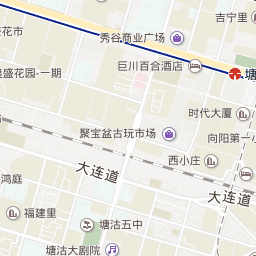 吉宁里
花市
秀谷商业广场
巨川百合酒店
塘
盛花园-一期
时代大厦
聚宝盆古玩市场
向阳第一
西小庄
大连道
鸿庭
大连道
福建里
塘沽五中
塘沽大剧院